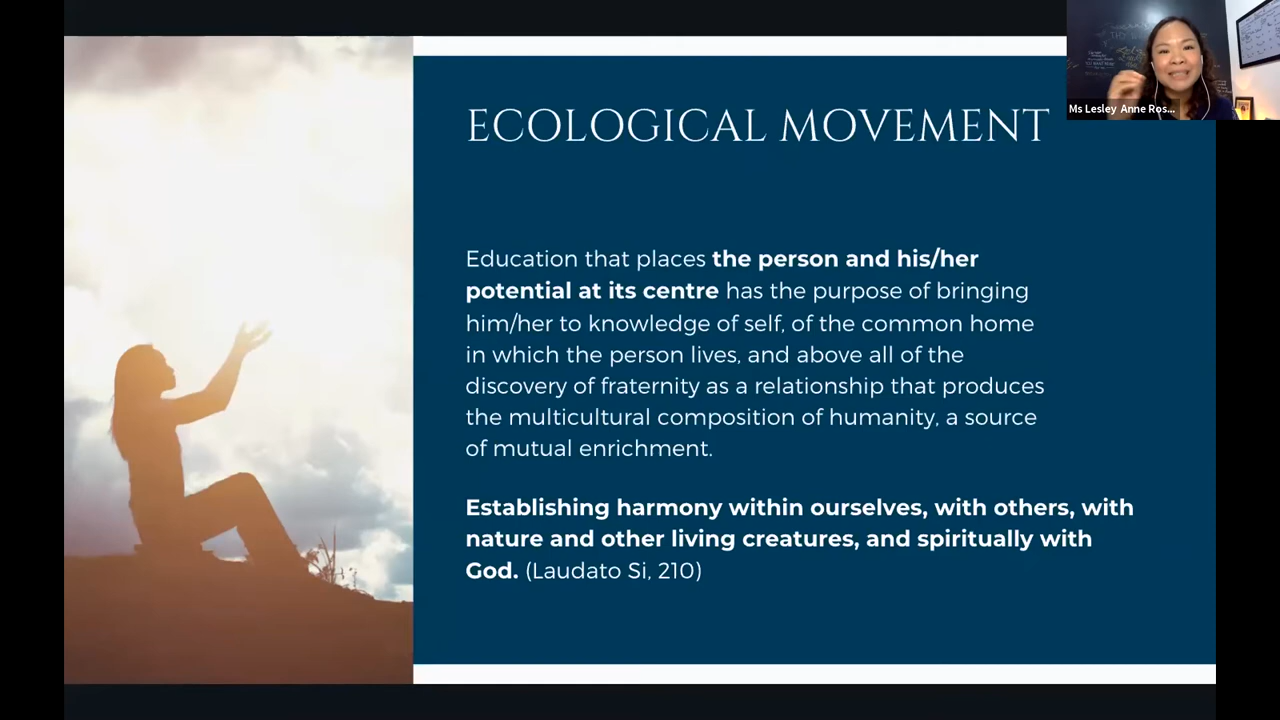 ECOLOGICAL MOVEMENT
Ms Lesley Anne Ros...
Education that places the person and his/her
potential at its centre has the purpose of bringing
him/her to knowledge of self, of the common home
in which the person lives, and above all of the
discovery of fraternity as a relationship that produces
the multicultural composition of humanity, a source
of mutual enrichment.
Establishing harmony within ourselves, with others, with
nature and other living creatures, and spiritually with
God. (Laudato Si, 210)